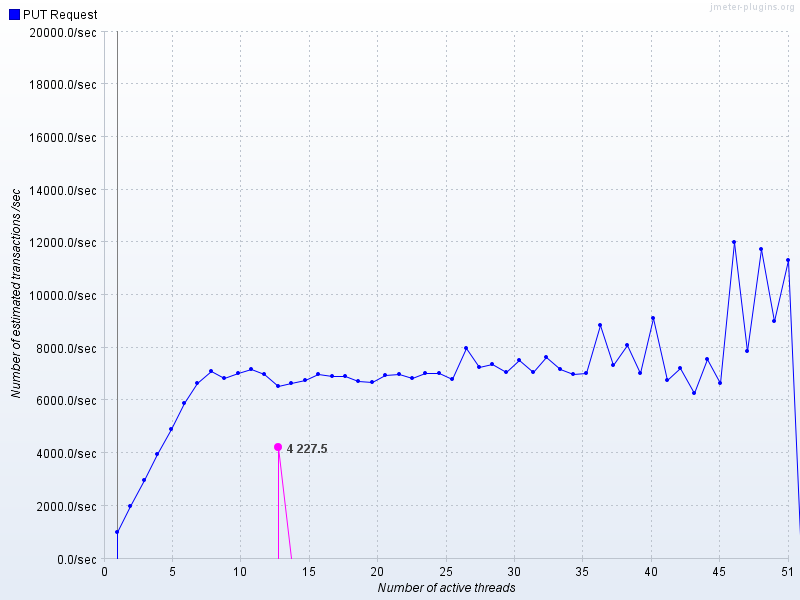 PUT Request
jmeter-plugins.org
20000.0/sec
18000.0/sec
16000.0/sec
14000.0/sec
12000.0/sec
10000.0/sec
8000.0/sec
6000.0/sec
4000.0/sec
2000.0/sec
0.0/sec
Number of estimated transactions /sec
4 227.5
0 5 10 15 20 25 30 35 40 45 51
Number of active threads